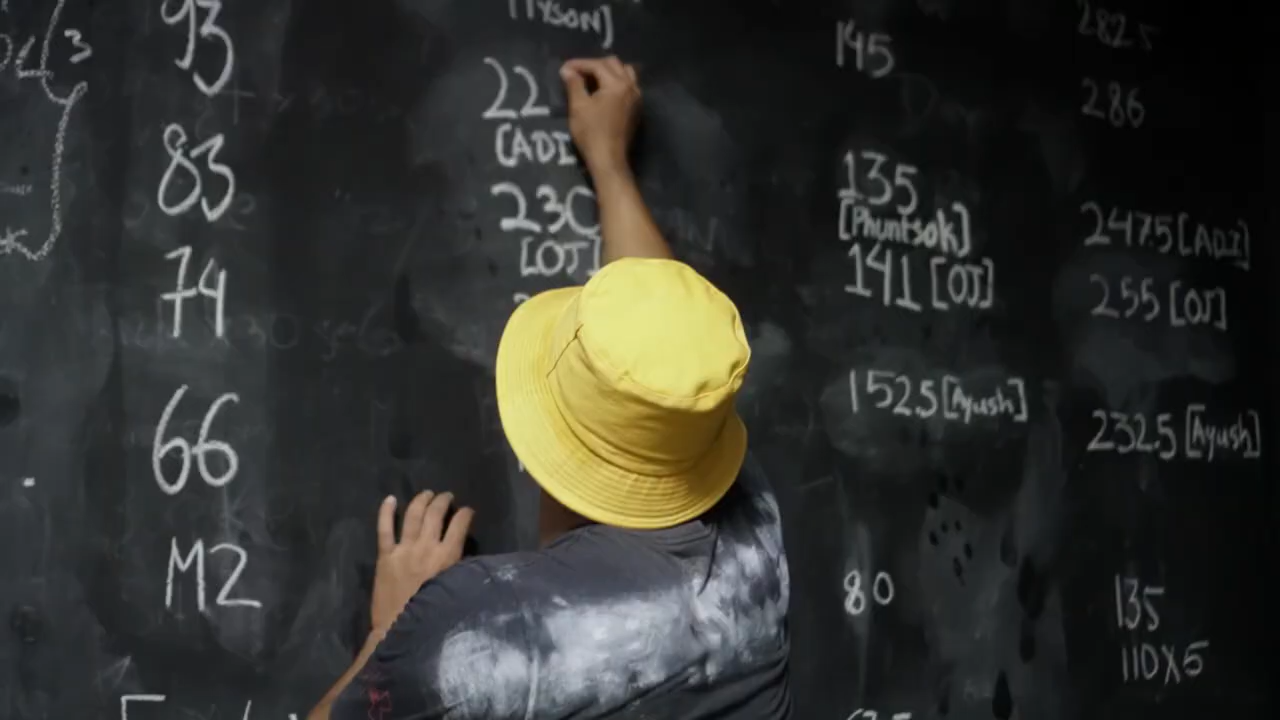 93
[TYSON]
145
282.5
286
22
83
[ADI
135
[Phuntsok]
230
247.5 [ADI]
[OJ]
141 [OJ]
74
255 [OJ]
152.5 [Ayush]
66
232.5 [Ayush]
M2
80
135
110X5